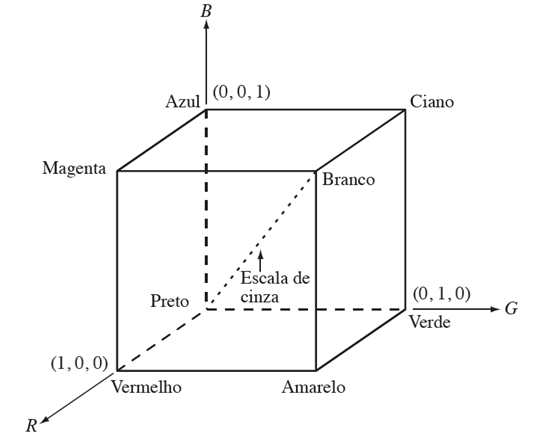 B
Azul
(0, 0, 1)
Ciano
Magenta
Branco
Escala de
cinza
Preto
(0, 1, 0)
G
Verde
(1, 0, 0)
Vermelho
Amarelo
R